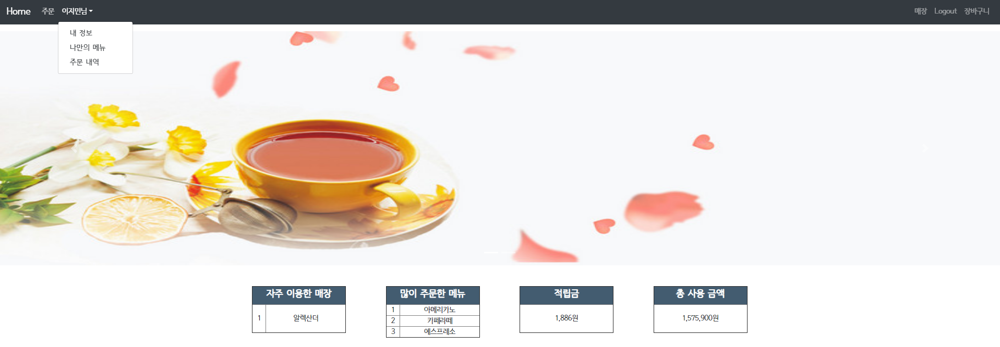 Home 주문 이지민님 매장 Logout 장바구니
내 정보
나만의 메뉴
주문 내역
자주 이용한 매장
1 알렉산더
많이 주문한 메뉴
1 아메리카노
2 카페라떼
3 에스프레소
적립금
1,886원
총 사용 금액
1,575,900원